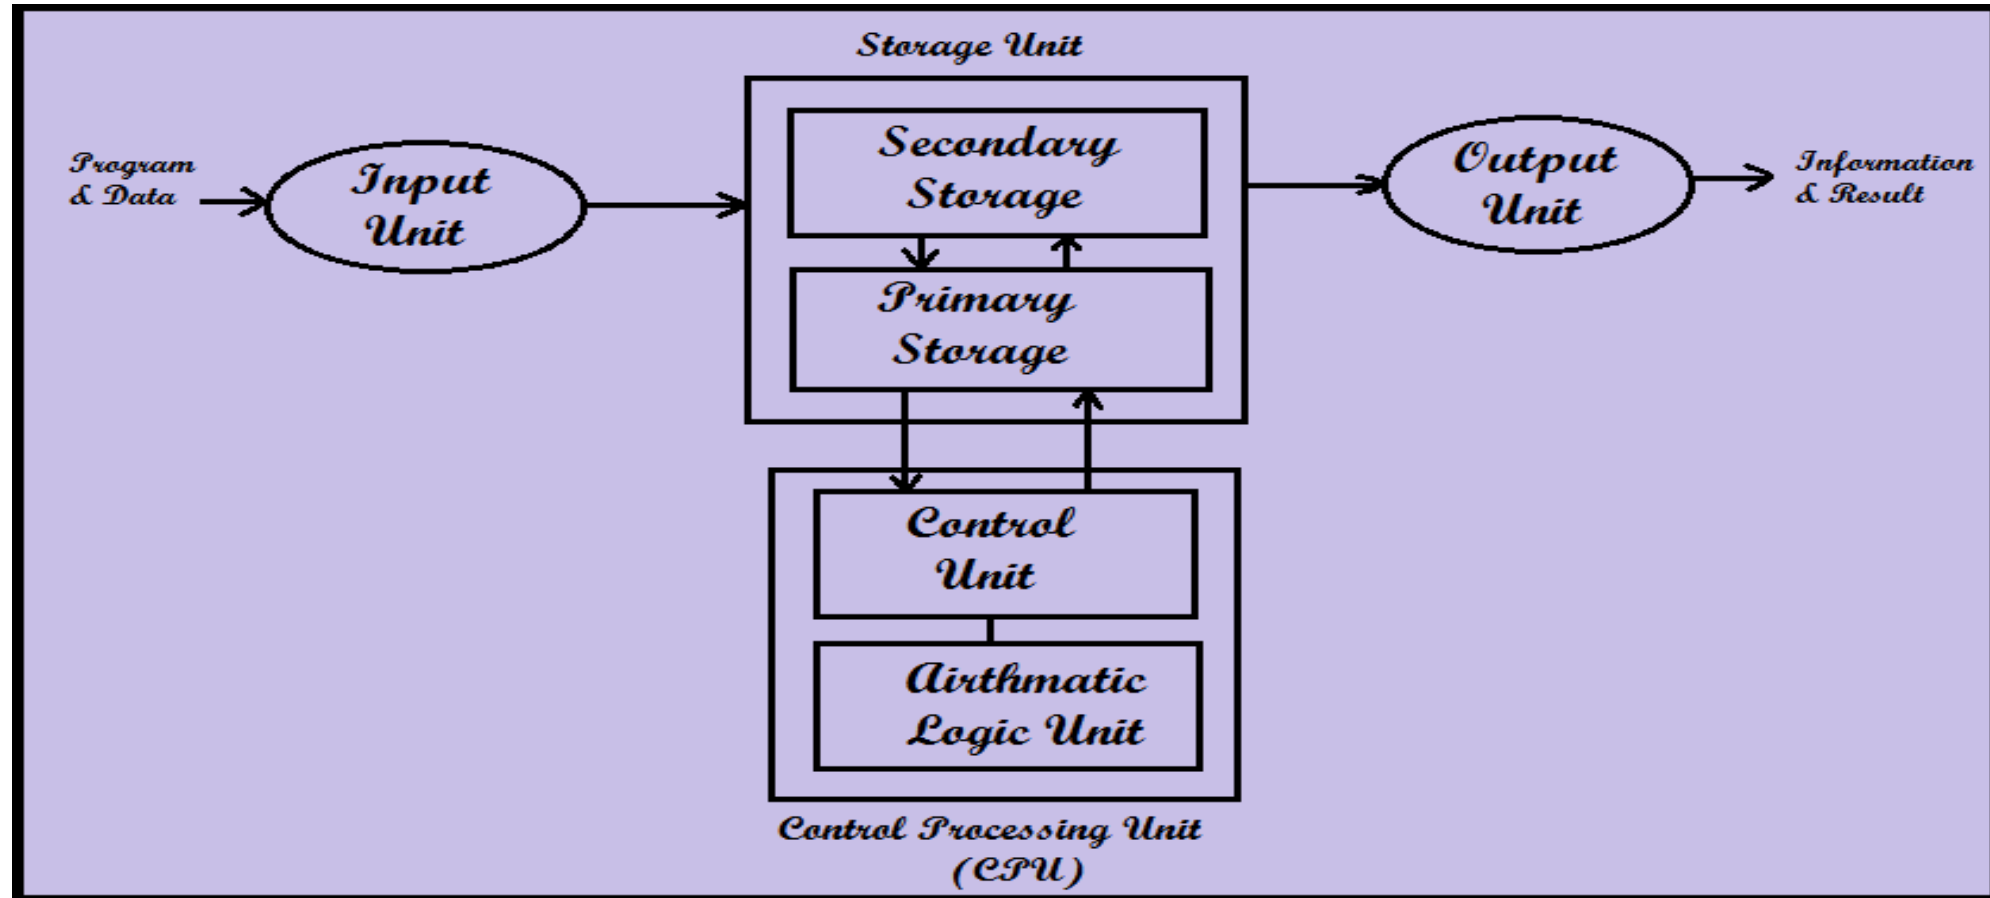 Storage Unit
Program
& Data
Input
Unit
Secondary
Storage
Primary
Storage
Output
Unit
Information
& Result
Control
Unit
Airthmatic
Logic Unit
Control Processing Unit
(CPU)